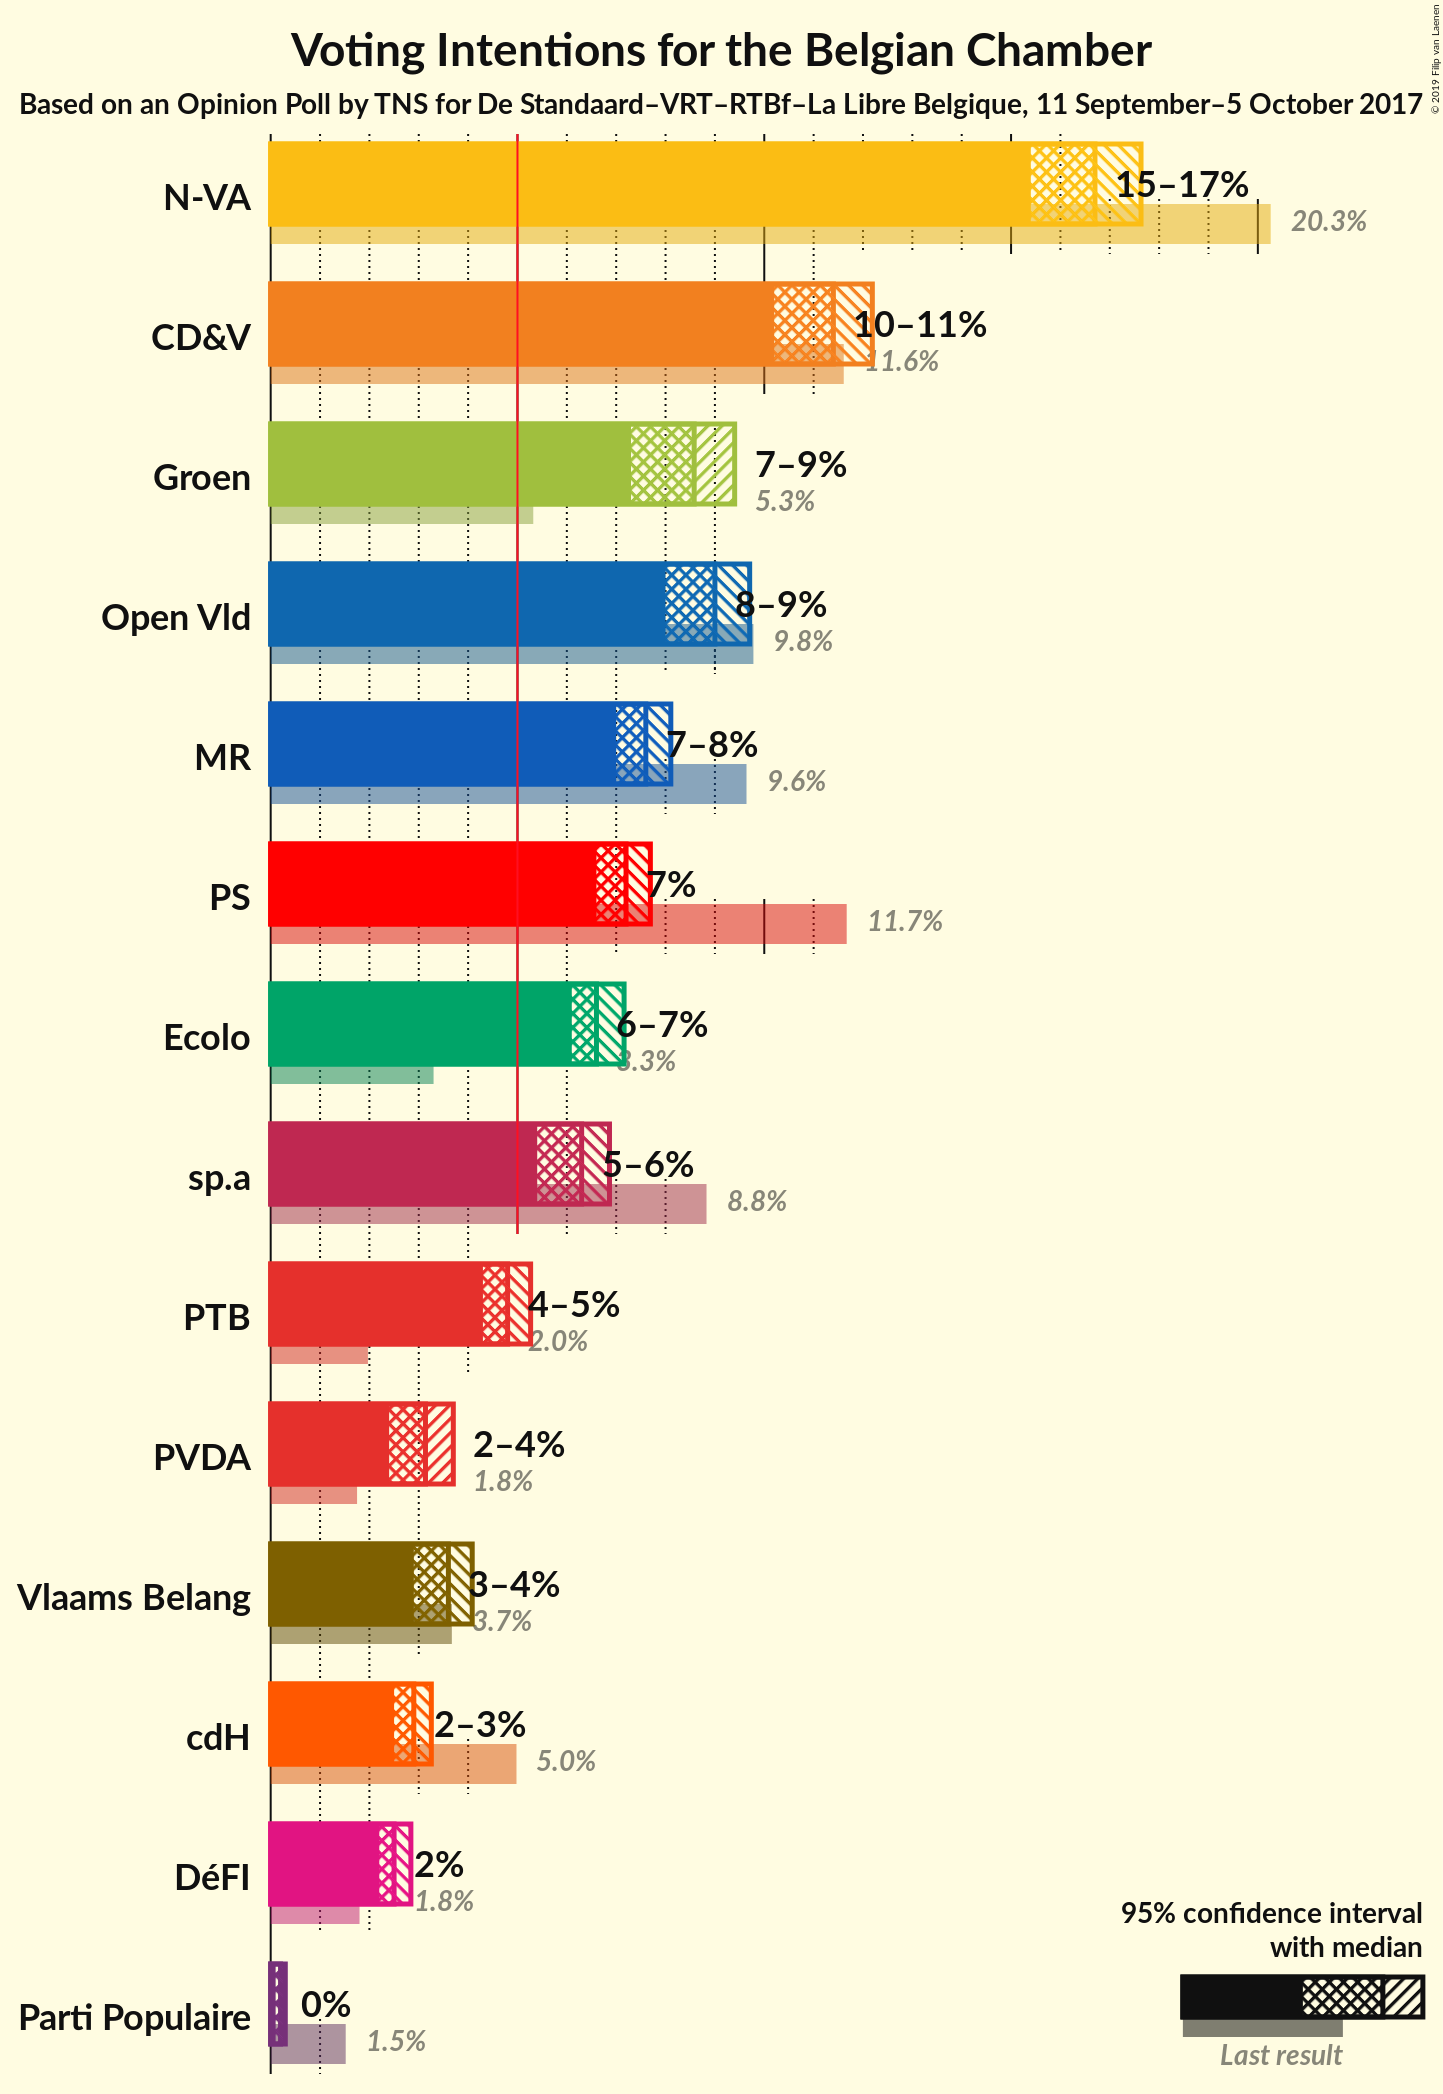 Voting Intentions for the Belgian Chamber
Based on an Opinion Poll by TNS for De Standaard–VRT–RTBf–La Libre Belgique, 11 September–5 October 2017
© 2019 Filip van Laenen
N-VA
15–17%
20.3%
CD&V
10–11%
11.6%
Groen
7–9%
5.3%
Open Vld
8–9%
9.8%
MR
7–8%
9.6%
PS
7%
11.7%
Ecolo
6–7%
3.3%
sp.a
5–6%
8.8%
PTB
4–5%
2.0%
PVDA
2–4%
1.8%
Vlaams Belang
3–4%
3.7%
cdH
2–3%
5.0%
DéFI
2%
1.8%
Parti Populaire
0%
1.5%
95% confidence interval
with median
Last result